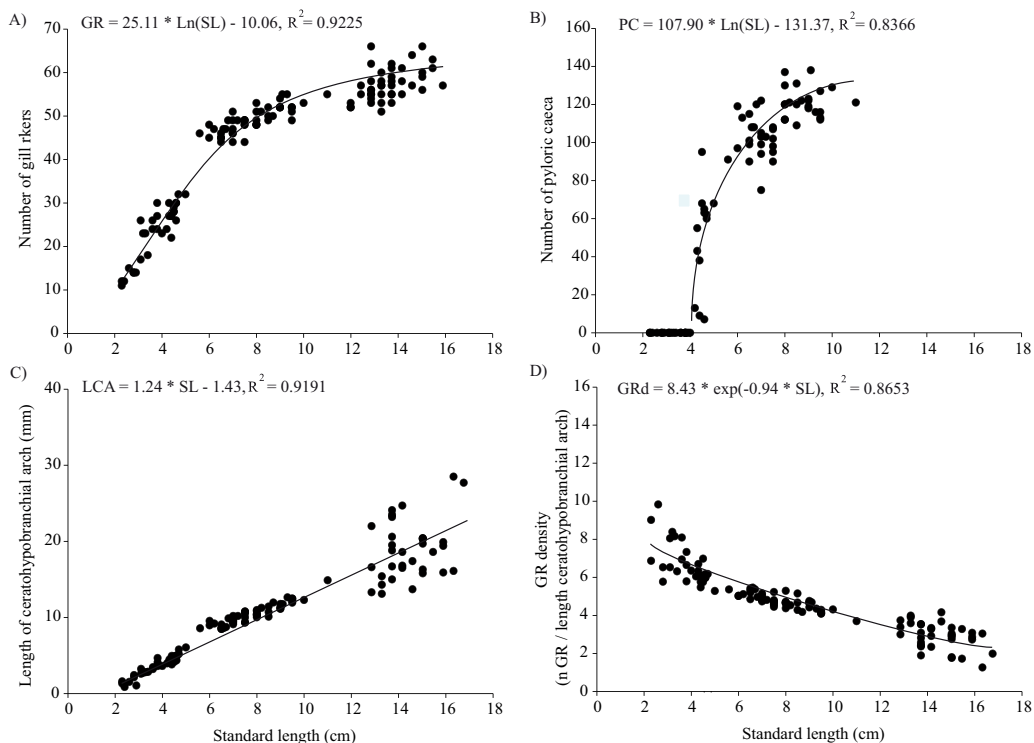 A) GR = 25.11 * Ln(SL) - 10.06, R² = 0.9225
70
60
50
40
30
20
10
0
Number of gill rkers
0 2 4 6 8 10 12 14 16 18
B) PC = 107.90 * Ln(SL) - 131.37, R² = 0.8366
160
140
120
100
80
60
40
20
0
Number of pyloric caeca
0 2 4 6 8 10 12 14 16 18
C) LCA = 1.24 * SL - 1.43, R² = 0.9191
40
30
20
10
0
Length of ceratohypobranchial arch (mm)
0 2 4 6 8 10 12 14 16 18
Standard length (cm)
D) GRd = 8.43 * exp(-0.94 * SL), R² = 0.8653
16
14
12
10
8
6
4
2
0
GR density
(n GR / length ceratohypobranchial arch)
0 2 4 6 8 10 12 14 16 18
Standard length (cm)